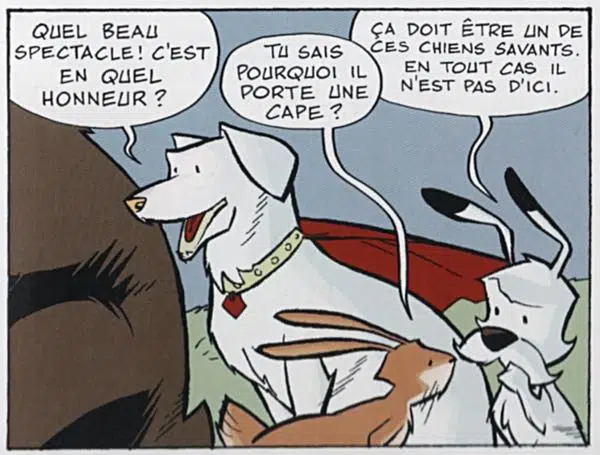 QUEL BEAU
SPECTACLE! C'EST
EN QUEL
HONNEUR?
TU SAIS
POURQUOI IL
PORTE UNE
CAPE?
ÇA DOIT ÊTRE UN DE
CES CHIENS SAVANTS.
EN TOUT CAS IL
N'EST PAS D'ICI.